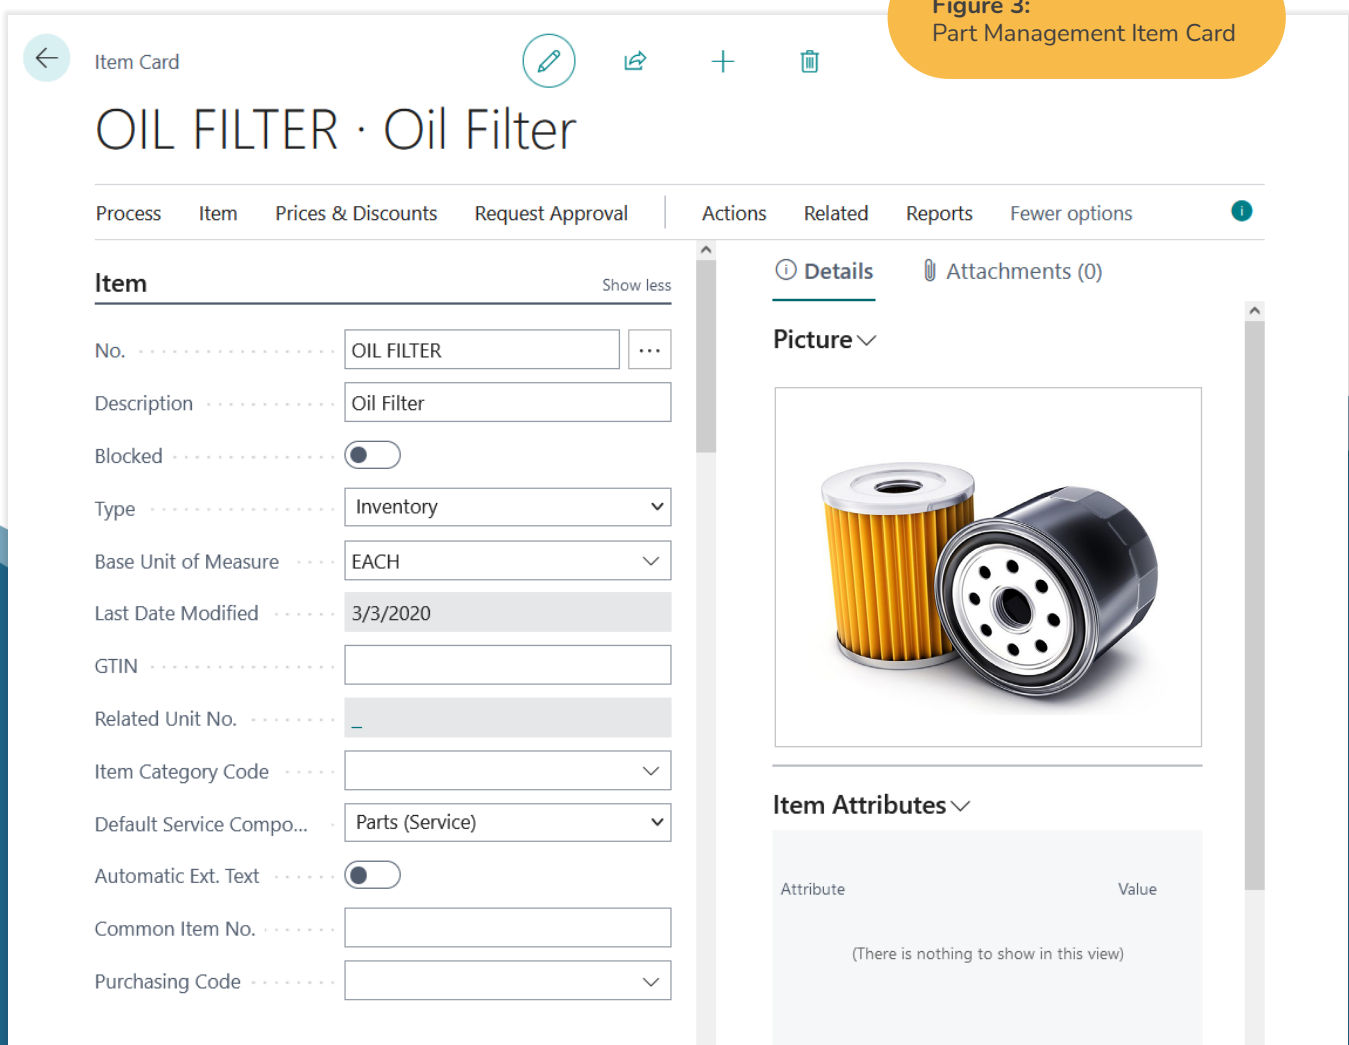 Figure 3:
Part Management Item Card
Item Card
OIL FILTER · Oil Filter
Process Item Prices & Discounts Request Approval Actions Related Reports Fewer options
Item Show less
No. OIL FILTER ...
Description Oil Filter
Blocked
Type Inventory
Base Unit of Measure EACH
Last Date Modified 3/3/2020
GTIN
Related Unit No. _
Item Category Code
Default Service Compo... Parts (Service)
Automatic Ext. Text
Common Item No.
Purchasing Code
Details Attachments (0)
Picture
Item Attributes
Attribute Value
(There is nothing to show in this view)